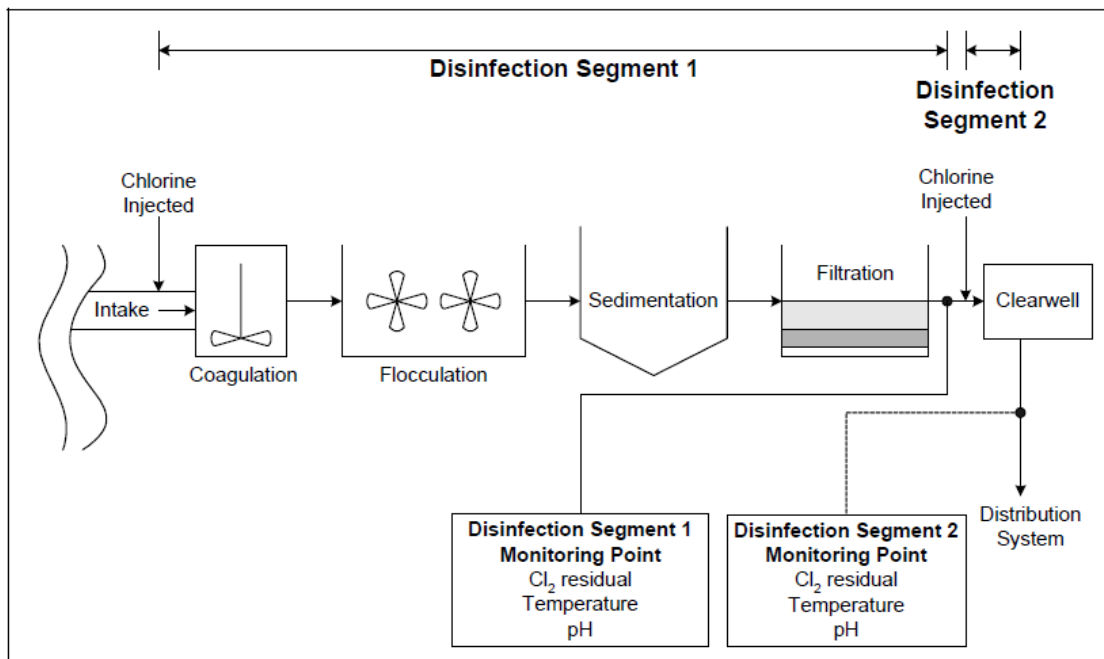 Disinfection Segment 1
Disinfection
Segment 2
Chlorine
Injected
Chlorine
Injected
Intake
Coagulation
Flocculation
Sedimentation
Filtration
Clearwell
Disinfection Segment 1
Monitoring Point
Cl₂ residual
Temperature
pH
Disinfection Segment 2
Monitoring Point
Cl₂ residual
Temperature
pH
Distribution
System